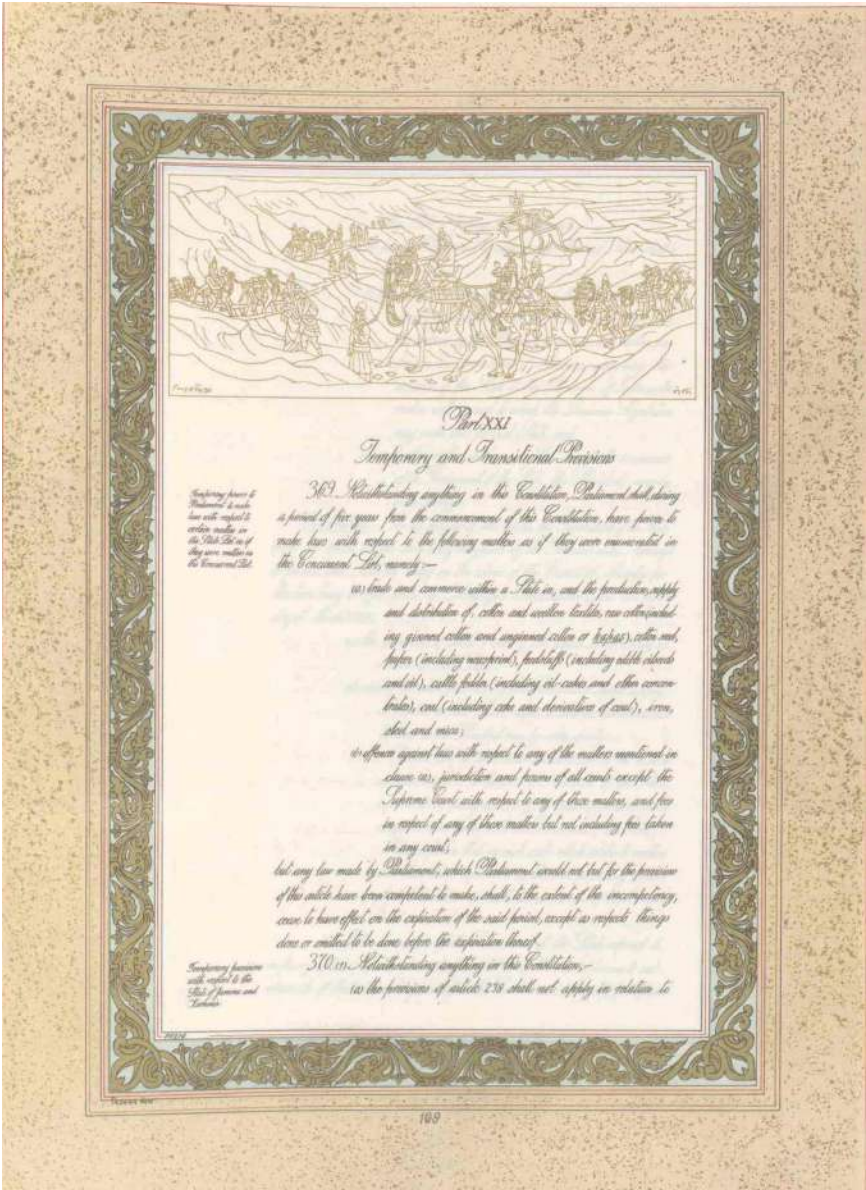 Part XXI
Temporary and Transitional Provisions
Temporary power to
Parliament to make
laws with respect to
certain matters in
the State List as if
they were matters in
the Concurrent List.
369. Notwithstanding anything in this Constitution, Parliament shall, during
a period of five years from the commencement of this Constitution, have power to
make laws with respect to the following matters as if they were enumerated in
the Concurrent List, namely:—
(a) trade and commerce within a State in, and the production, supply
and distribution of, cotton and woollen textiles, raw cotton (includ-
ing ginned cotton and unginned cotton or kapas), cotton seed,
paper (including newsprint), foodstuffs (including edible oilseeds
and oil), cattle fodder (including oil-cakes and other concen-
trates), coal (including coke and derivatives of coal), iron,
steel and mica;
(b) offences against laws with respect to any of the matters mentioned in
clause (a), jurisdiction and powers of all courts except the
Supreme Court with respect to any of those matters, and fees
in respect of any of those matters but not including fees taken
in any court;
but any law made by Parliament, which Parliament would not but for the provisions
of this article have been competent to make, shall, to the extent of the incompetency,
cease to have effect on the expiration of the said period, except as respects things
done or omitted to be done before the expiration thereof.
Temporary provisions
with respect to the
State of Jammu and
Kashmir.
370. (1) Notwithstanding anything in this Constitution,—
(a) the provisions of article 238 shall not apply in relation to
169